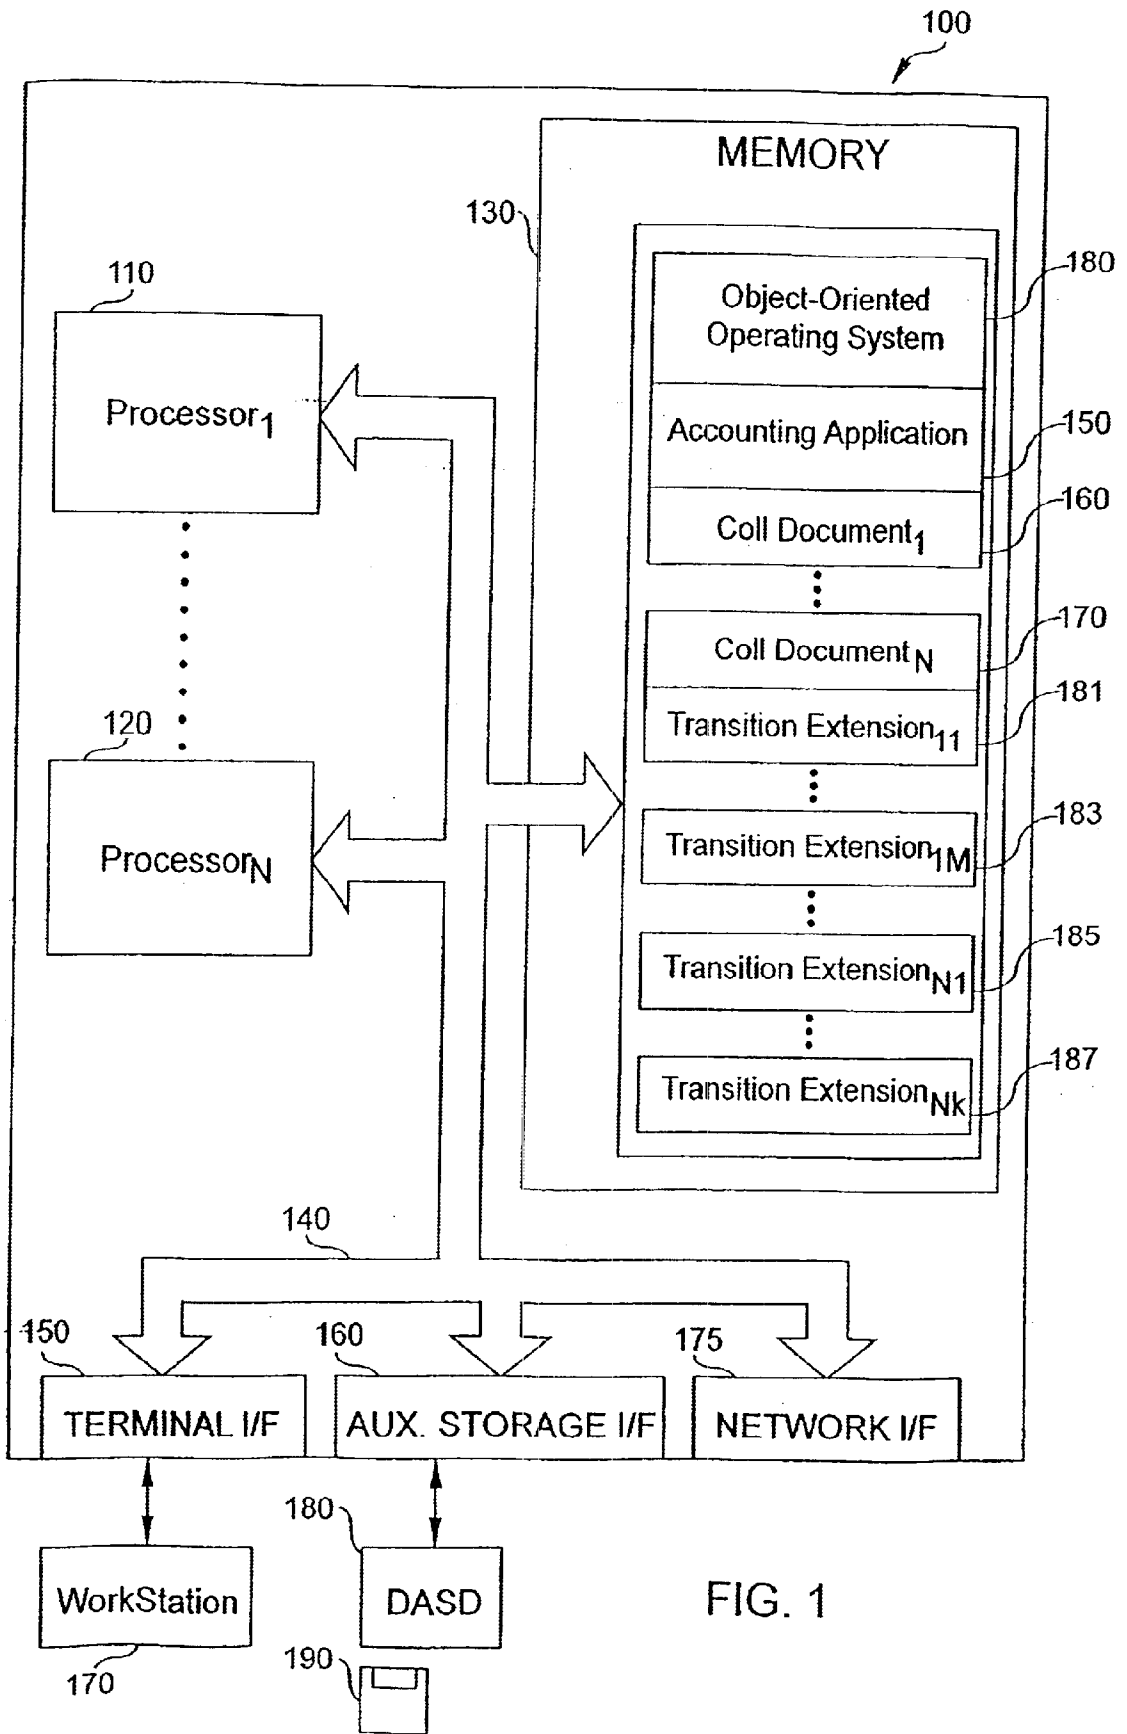 100
MEMORY
130
180
Object-Oriented
Operating System
110
Processor1
150
Accounting Application
160
Coll Document1
170
Coll DocumentN
181
Transition Extension11
120
ProcessorN
183
Transition Extension1M
185
Transition ExtensionN1
187
Transition ExtensionNk
140
150
160
175
TERMINAL I/F
AUX. STORAGE I/F
NETWORK I/F
180
WorkStation
DASD
FIG. 1
170
190